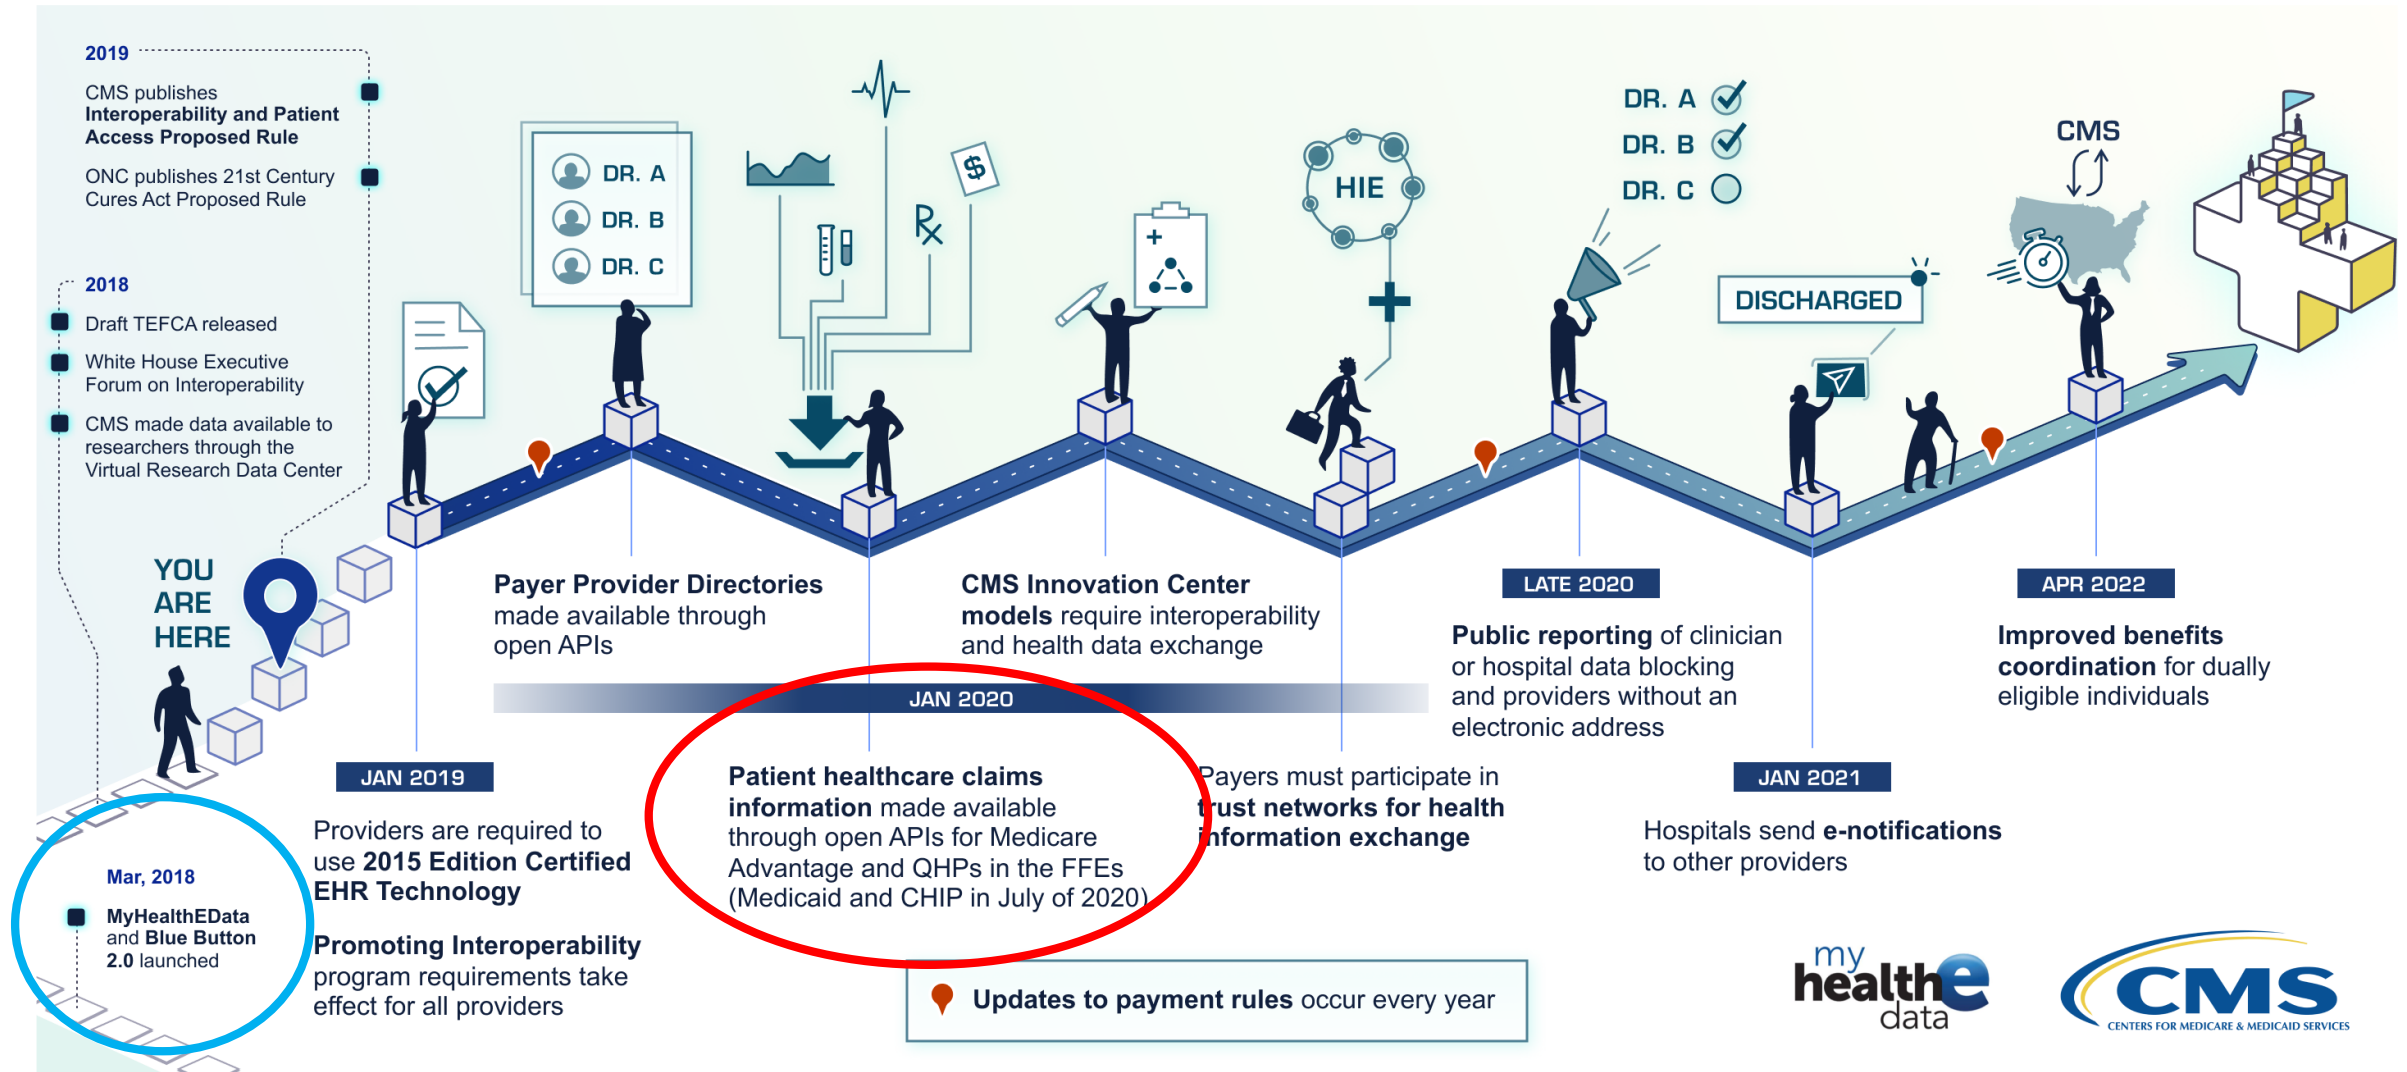 2019
CMS publishes
Interoperability and Patient
Access Proposed Rule
ONC publishes 21st Century
Cures Act Proposed Rule
2018
Draft TEFCA released
White House Executive
Forum on Interoperability
CMS made data available to
researchers through the
Virtual Research Data Center
YOU
ARE
HERE
Mar, 2018
MyHealthEData
and Blue Button
2.0 launched
DR. A
DR. B
DR. C
$
Rx
HIE
DR. A
DR. B
DR. C
DISCHARGED
CMS
JAN 2019
Providers are required to
use 2015 Edition Certified
EHR Technology
Promoting Interoperability
program requirements take
effect for all providers
Payer Provider Directories
made available through
open APIs
CMS Innovation Center
models require interoperability
and health data exchange
JAN 2020
Patient healthcare claims
information made available
through open APIs for Medicare
Advantage and QHPs in the FFEs
(Medicaid and CHIP in July of 2020)
Payers must participate in
trust networks for health
information exchange
LATE 2020
Public reporting of clinician
or hospital data blocking
and providers without an
electronic address
JAN 2021
Hospitals send e-notifications
to other providers
APR 2022
Improved benefits
coordination for dually
eligible individuals
Updates to payment rules occur every year
my
healthe
data
CMS
CENTERS FOR MEDICARE & MEDICAID SERVICES